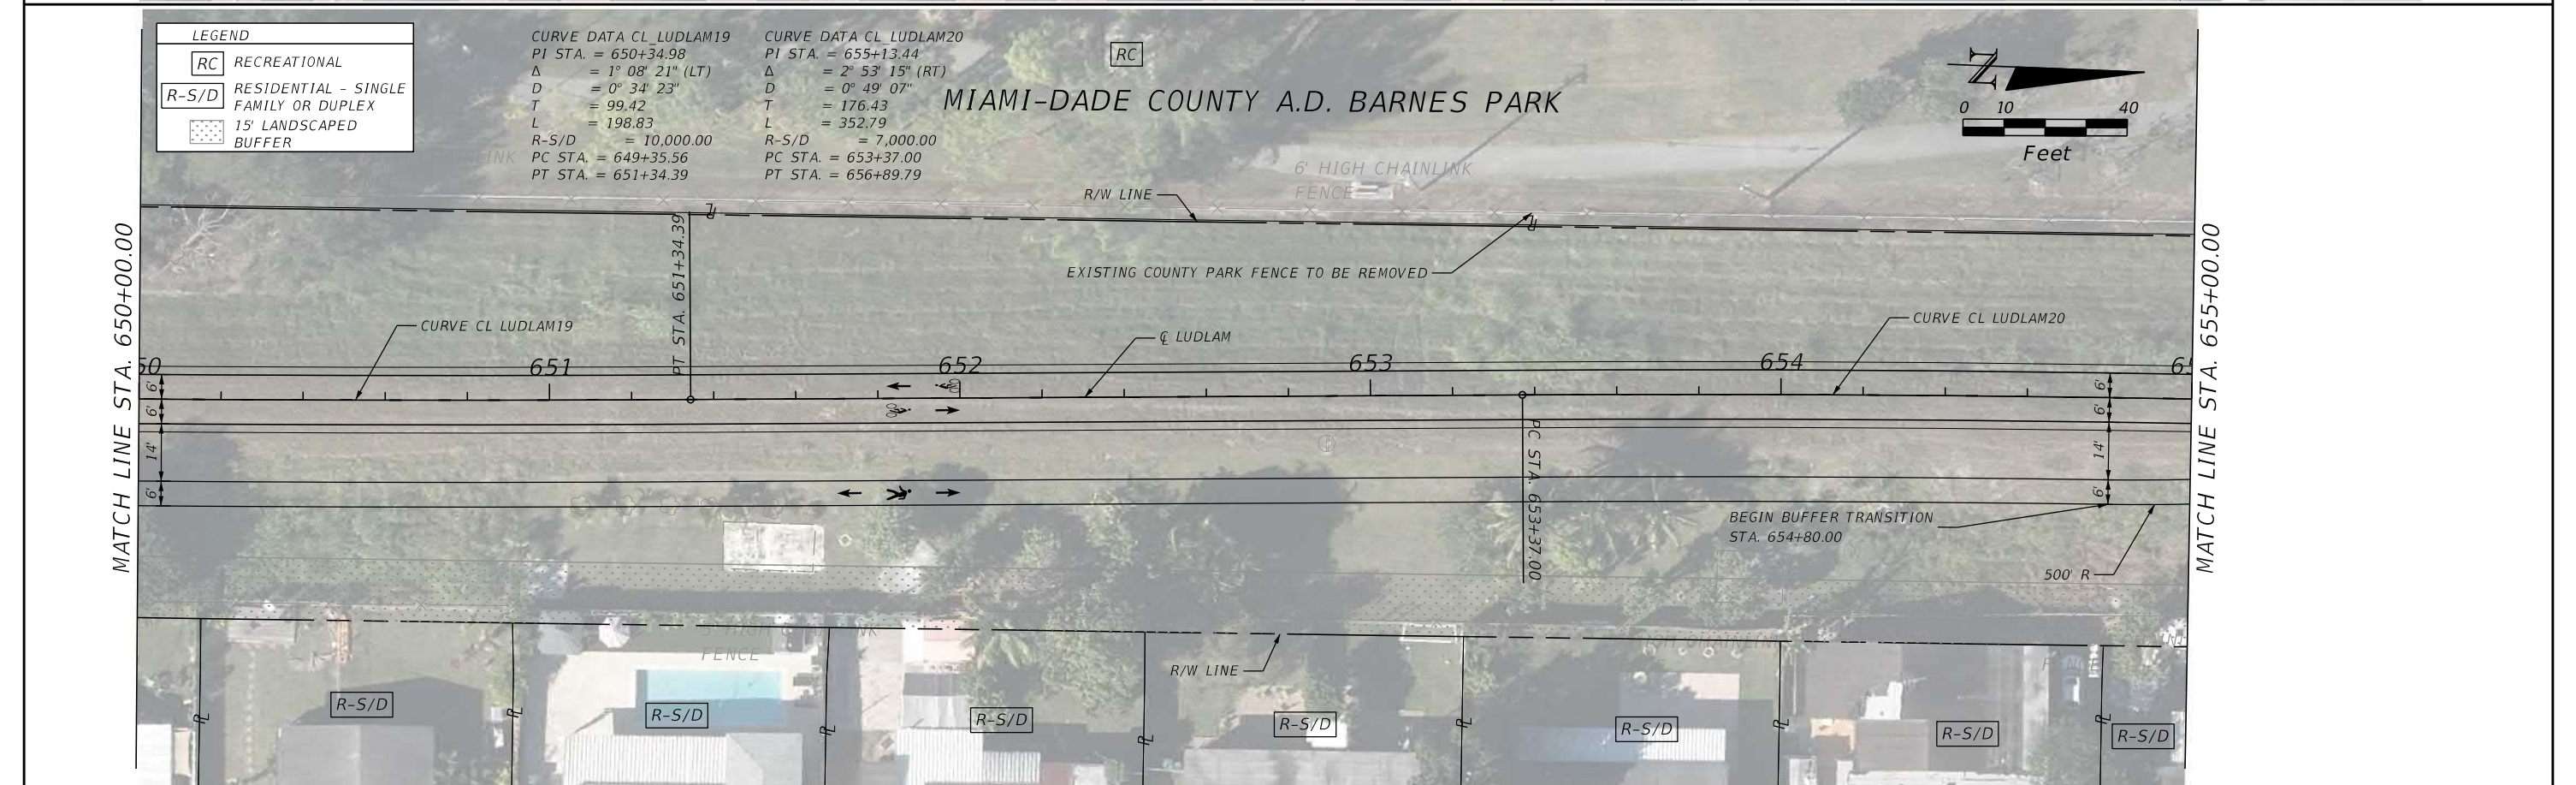 LEGEND
RC RECREATIONAL
R-S/D RESIDENTIAL - SINGLE
FAMILY OR DUPLEX
15' LANDSCAPED
BUFFER
CURVE DATA CL_LUDLAM19
PI STA. = 650+34.98
Δ = 1° 08' 21" (LT)
D = 0° 34' 23"
T = 99.42
L = 198.83
R-S/D = 10,000.00
PC STA. = 649+35.56
PT STA. = 651+34.39
CURVE DATA CL_LUDLAM20
PI STA. = 655+13.44
Δ = 2° 53' 15" (RT)
D = 0° 49' 07"
T = 176.43
L = 352.79
R-S/D = 7,000.00
PC STA. = 653+37.00
PT STA. = 656+89.79
RC
MIAMI-DADE COUNTY A.D. BARNES PARK
N
0 10 40
Feet
6' HIGH CHAINLINK
FENCE
R/W LINE
EXISTING COUNTY PARK FENCE TO BE REMOVED
MATCH LINE STA. 650+00.00
PT STA. 651+34.39
CURVE CL LUDLAM19
℄ LUDLAM
CURVE CL LUDLAM20
651 652 653 654
6'
6'
14'
6'
6'
6'
14'
6'
PC STA. 653+37.00
BEGIN BUFFER TRANSITION
STA. 654+80.00
500' R
MATCH LINE STA. 655+00.00
FENCE
R/W LINE
R-S/D
R-S/D
R-S/D
R-S/D
R-S/D
R-S/D
R-S/D